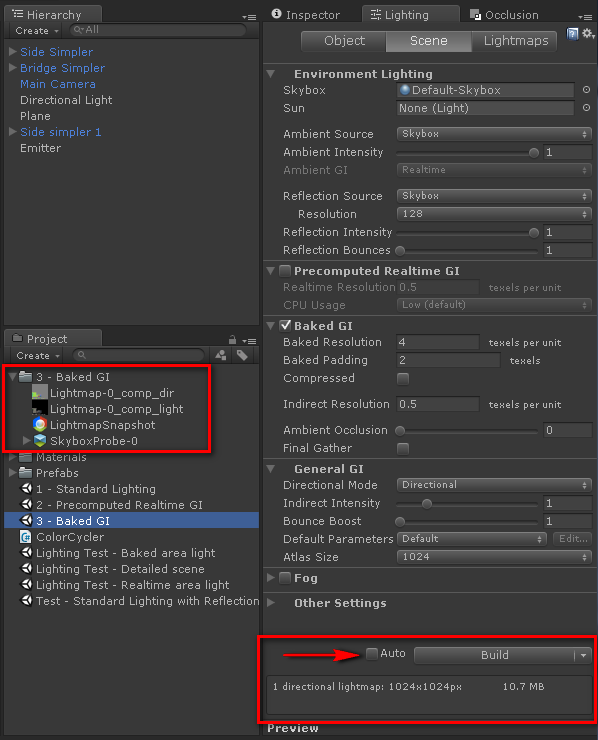 Hierarchy
Create
All
Side Simpler
Bridge Simpler
Main Camera
Directional Light
Plane
Side simpler 1
Emitter
Project
Create
3 - Baked GI
Lightmap-0_comp_dir
Lightmap-0_comp_light
LightmapSnapshot
SkyboxProbe-0
Materials
Prefabs
1 - Standard Lighting
2 - Precomputed Realtime GI
3 - Baked GI
ColorCycler
Lighting Test - Baked area light
Lighting Test - Detailed scene
Lighting Test - Realtime area light
Test - Standard Lighting with Reflection
Inspector
Lighting
Occlusion
Object
Scene
Lightmaps
Environment Lighting
Skybox Default-Skybox
Sun None (Light)
Ambient Source Skybox
Ambient Intensity 1
Ambient GI Realtime
Reflection Source Skybox
Resolution 128
Reflection Intensity 1
Reflection Bounces 1
Precomputed Realtime GI
Realtime Resolution 0.5 texels per unit
CPU Usage Low (default)
Baked GI
Baked Resolution 4 texels per unit
Baked Padding 2 texels
Compressed
Indirect Resolution 0.5 texels per unit
Ambient Occlusion 0
Final Gather
General GI
Directional Mode Directional
Indirect Intensity 1
Bounce Boost 1
Default Parameters Default Edit...
Atlas Size 1024
Fog
Other Settings
Auto
Build
1 directional lightmap: 1024x1024px 10.7 MB
Preview